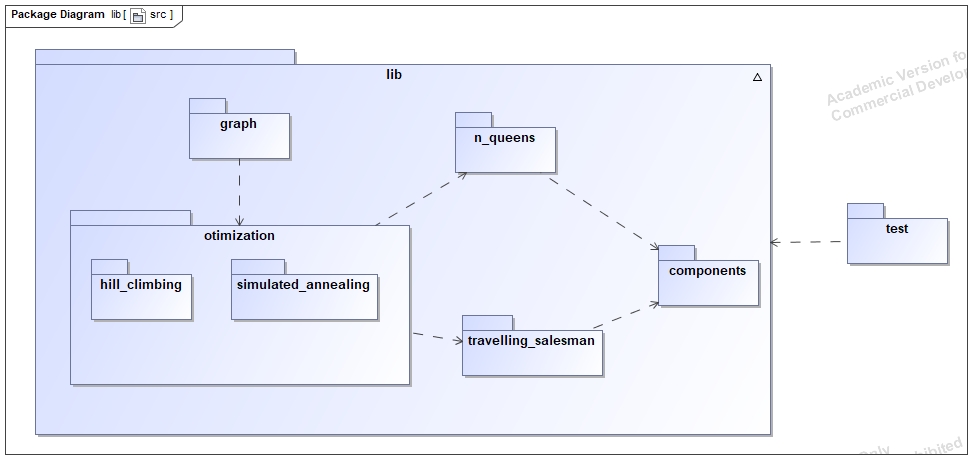 Package Diagram lib[ src ]
lib
Academic Version fo
Commercial Develo
graph
n_queens
test
otimization
components
hill_climbing
simulated_annealing
travelling_salesman
Only
hibited